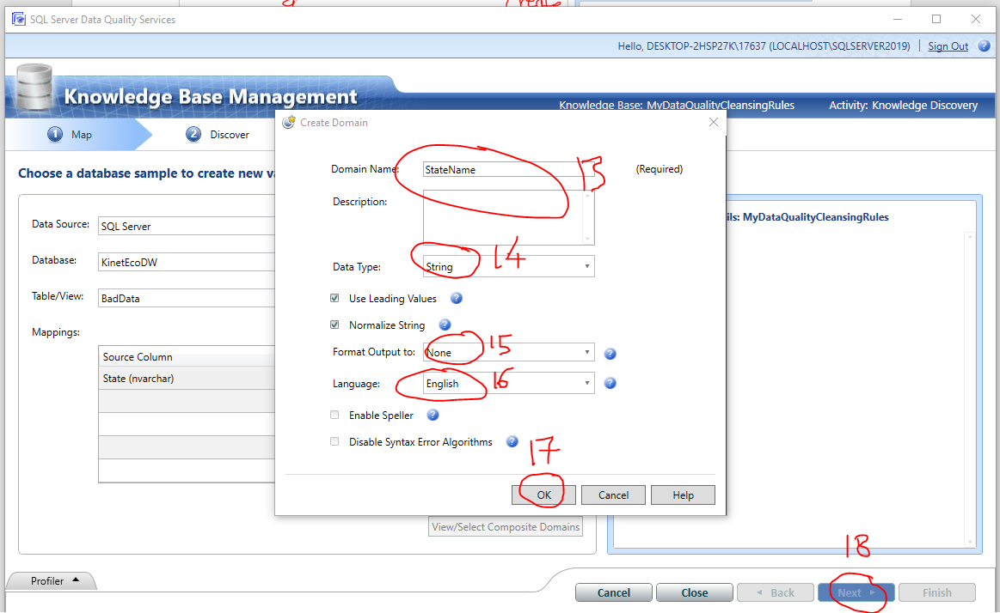 SQL Server Data Quality Services
Hello, DESKTOP-2HSP27K\17637 (LOCALHOST\SQLSERVER2019) Sign Out ?
Knowledge Base Management
Knowledge Base: MyDataQualityCleansingRules Activity: Knowledge Discovery
1 Map 2 Discover
Create Domain
Choose a database sample to create new va
Domain Name: StateName 13 (Required)
Description:
ils: MyDataQualityCleansingRules
Data Source: SQL Server
Database: KinetEcoDW
Data Type: String 14
Table/View: BadData
Use Leading Values ?
Mappings:
Normalize String ?
Source Column
Format Output to: None 15 ?
State (nvarchar)
Language: English 16 ?
Enable Speller ?
Disable Syntax Error Algorithms ?
17
OK Cancel Help
View/Select Composite Domains
18
Profiler
Cancel Close Back Next Finish